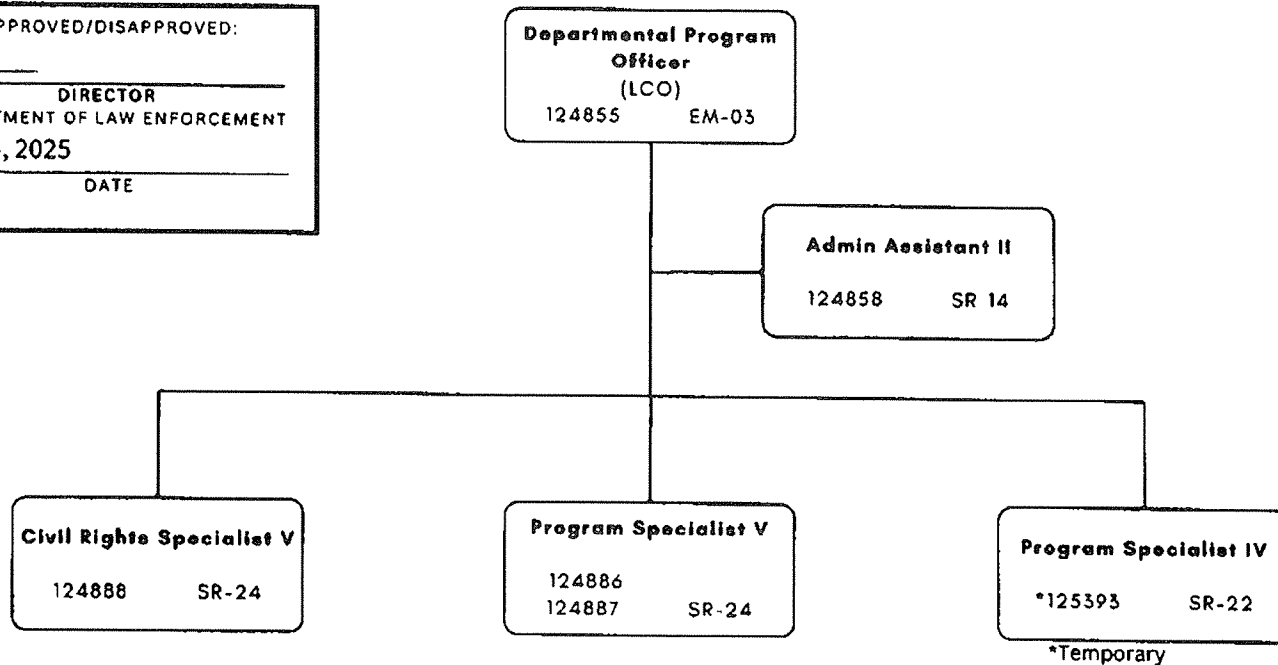 PPROVED/DISAPPROVED:
DIRECTOR
TMENT OF LAW ENFORCEMENT
, 2025
DATE
Departmental Program
Officer
(LCO)
124855 EM-03
Admin Assistant II
124858 SR 14
Civil Rights Specialist V
124888 SR-24
Program Specialist V
124886
124887 SR-24
Program Specialist IV
*125393 SR-22
*Temporary